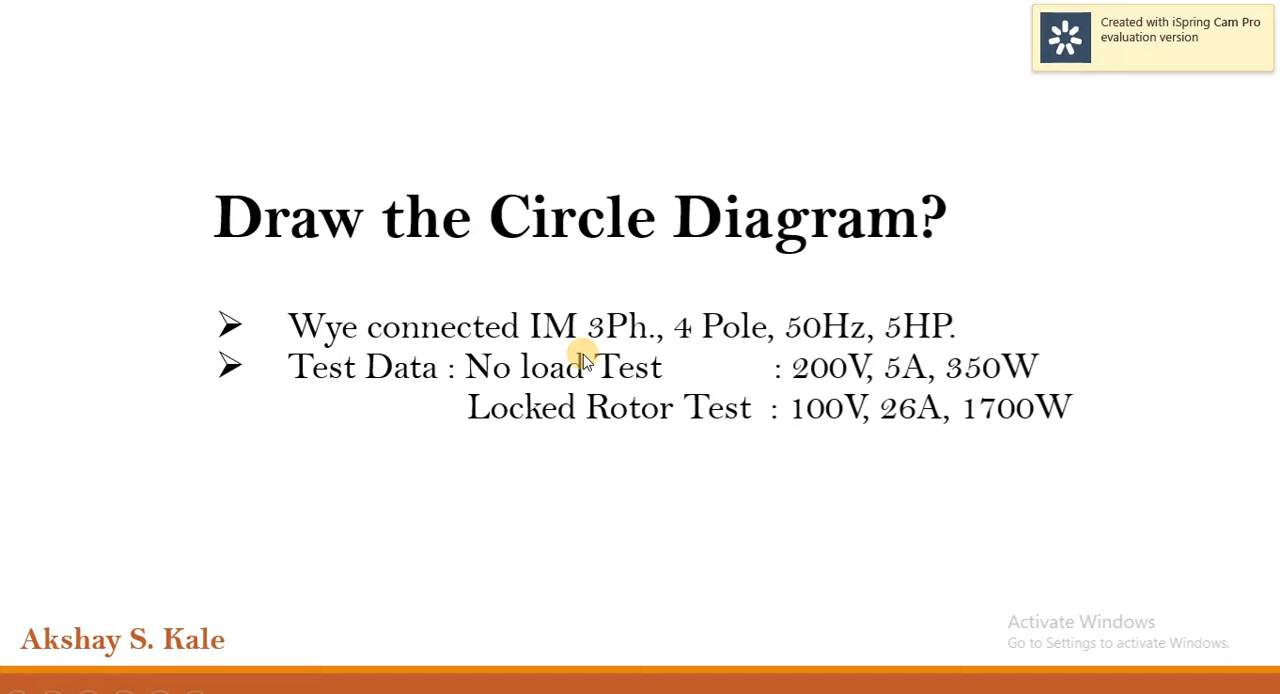 Created with iSpring Cam Pro
evaluation version
Draw the Circle Diagram?
➢ Wye connected IM 3Ph., 4 Pole, 50Hz, 5HP.
➢ Test Data : No load Test : 200V, 5A, 350W
Locked Rotor Test : 100V, 26A, 1700W
Activate Windows
Go to Settings to activate Windows.
Akshay S. Kale